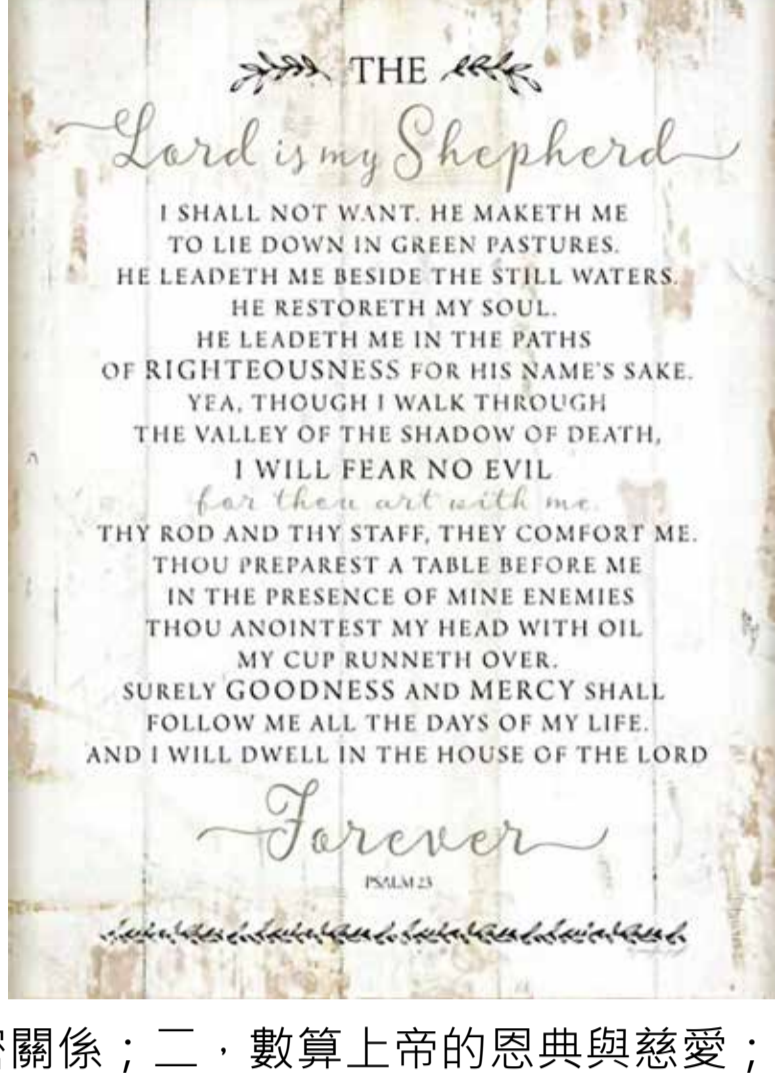 THE
Lord is my Shepherd
I SHALL NOT WANT. HE MAKETH ME
TO LIE DOWN IN GREEN PASTURES.
HE LEADETH ME BESIDE THE STILL WATERS.
HE RESTORETH MY SOUL.
HE LEADETH ME IN THE PATHS
OF RIGHTEOUSNESS FOR HIS NAME'S SAKE.
YEA, THOUGH I WALK THROUGH
THE VALLEY OF THE SHADOW OF DEATH,
I WILL FEAR NO EVIL
for thou art with me.
THY ROD AND THY STAFF, THEY COMFORT ME.
THOU PREPAREST A TABLE BEFORE ME
IN THE PRESENCE OF MINE ENEMIES
THOU ANOINTEST MY HEAD WITH OIL
MY CUP RUNNETH OVER.
SURELY GOODNESS AND MERCY SHALL
FOLLOW ME ALL THE DAYS OF MY LIFE.
AND I WILL DWELL IN THE HOUSE OF THE LORD
Forever
PSALM 23
關係；二，數算上帝的恩典與慈愛；